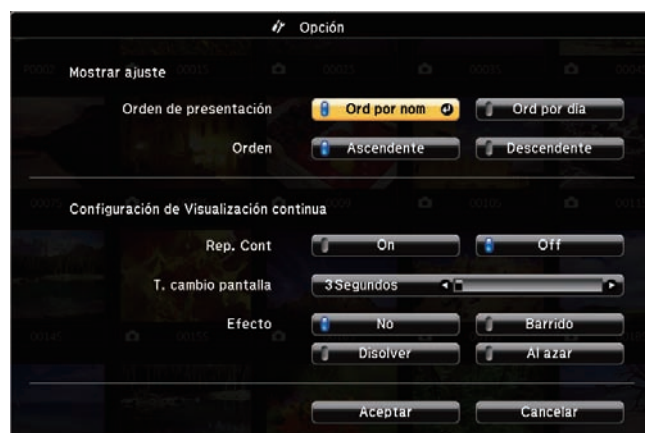 Opción
Mostrar ajuste
Orden de presentación Ord por nom Ord por día
Orden Ascendente Descendente
Configuración de Visualización continua
Rep. Cont On Off
T. cambio pantalla 3Segundos
Efecto No Barrido
Disolver Al azar
Aceptar Cancelar